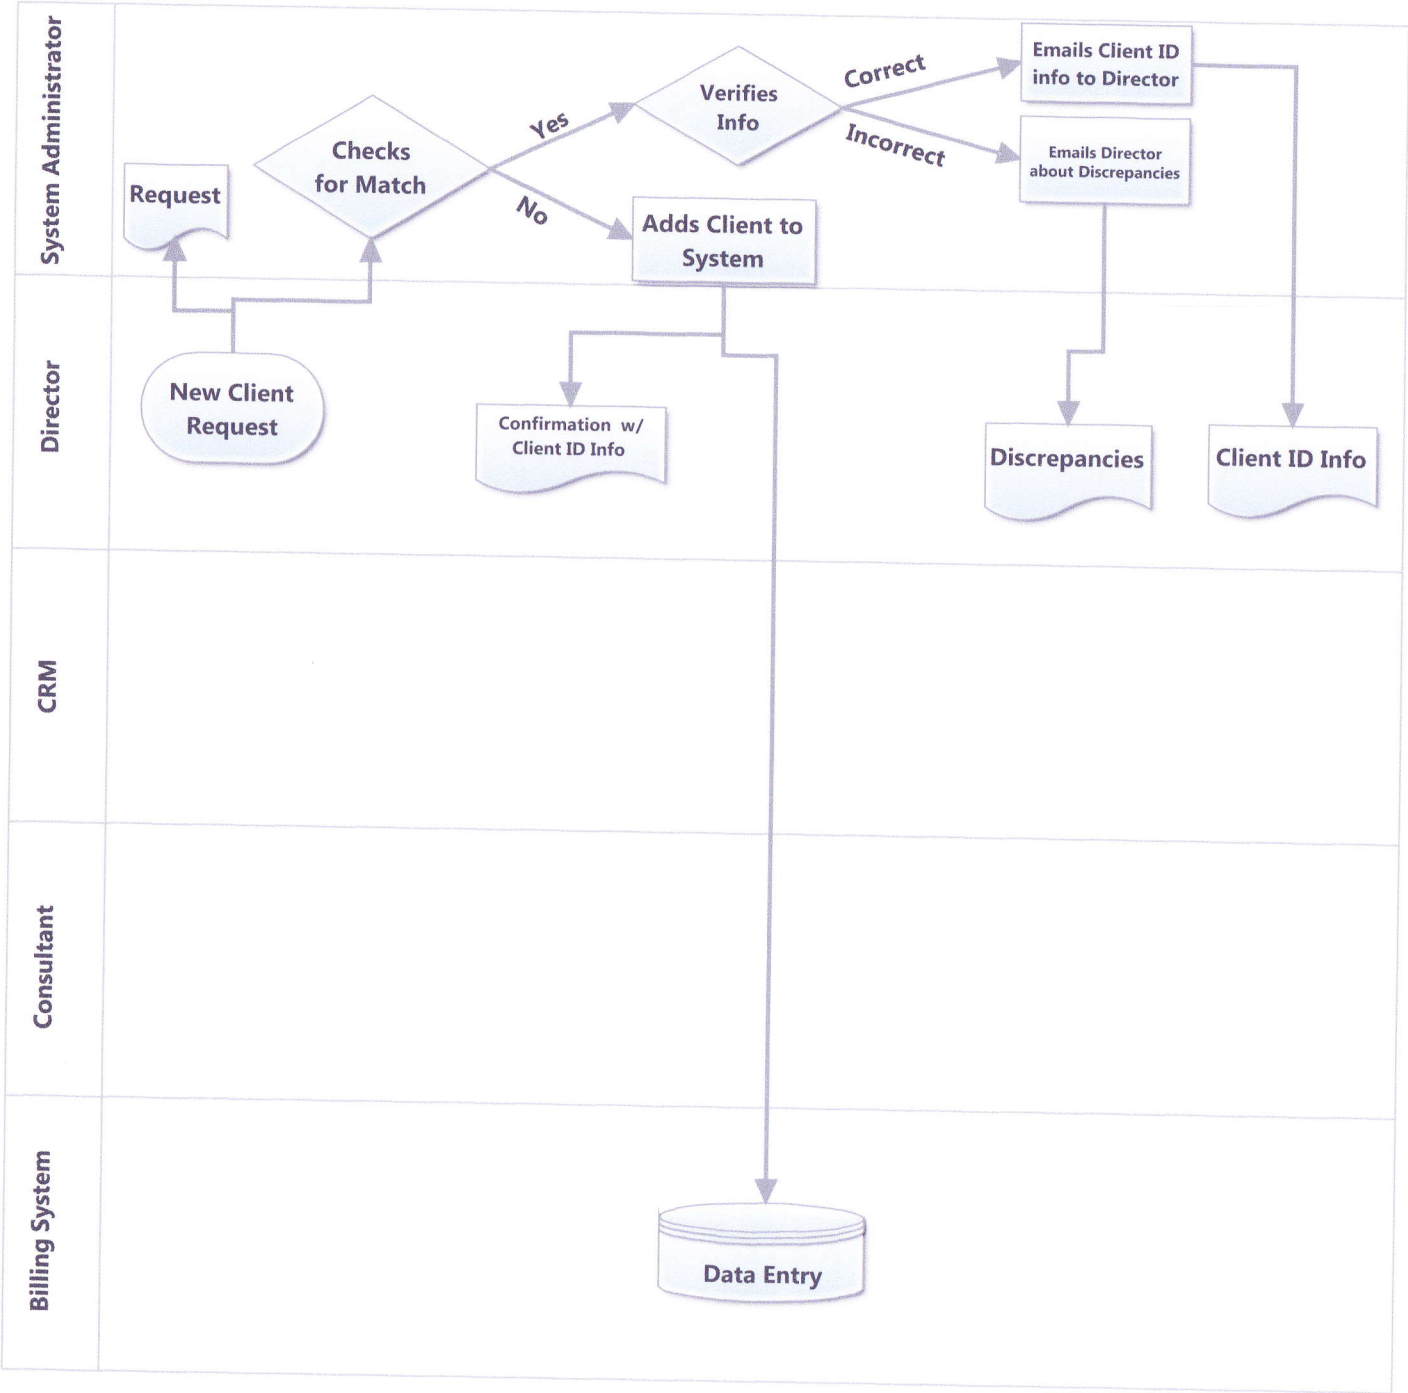 System Administrator
Request
Checks
for Match
Yes
No
Verifies
Info
Correct
Incorrect
Emails Client ID
info to Director
Emails Director
about Discrepancies
Adds Client to
System
Director
New Client
Request
Confirmation w/
Client ID Info
Discrepancies
Client ID Info
CRM
Consultant
Billing System
Data Entry